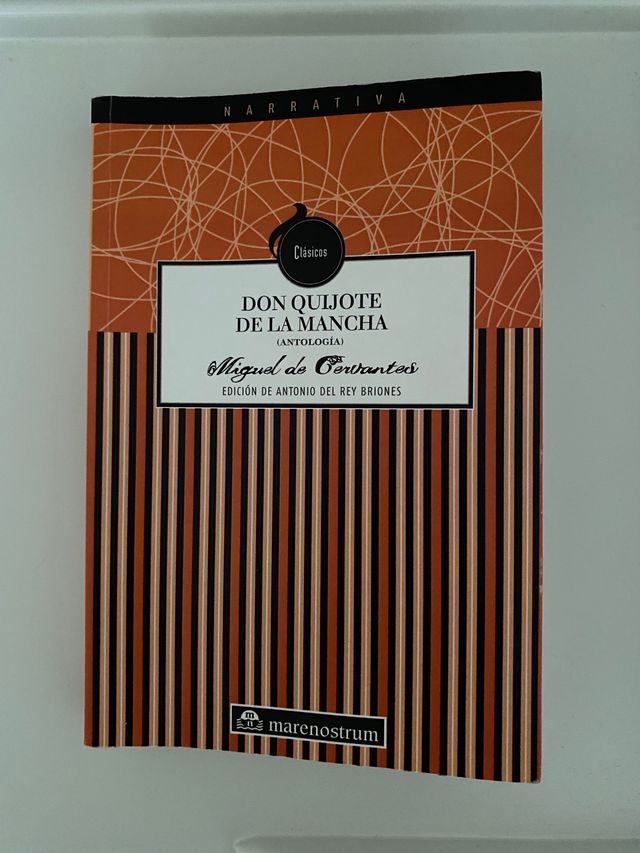 NARRATIVA
Clásicos
DON QUIJOTE
DE LA MANCHA
(ANTOLOGÍA)
Miguel de Cervantes
EDICIÓN DE ANTONIO DEL REY BRIONES
m
n
marenostrum